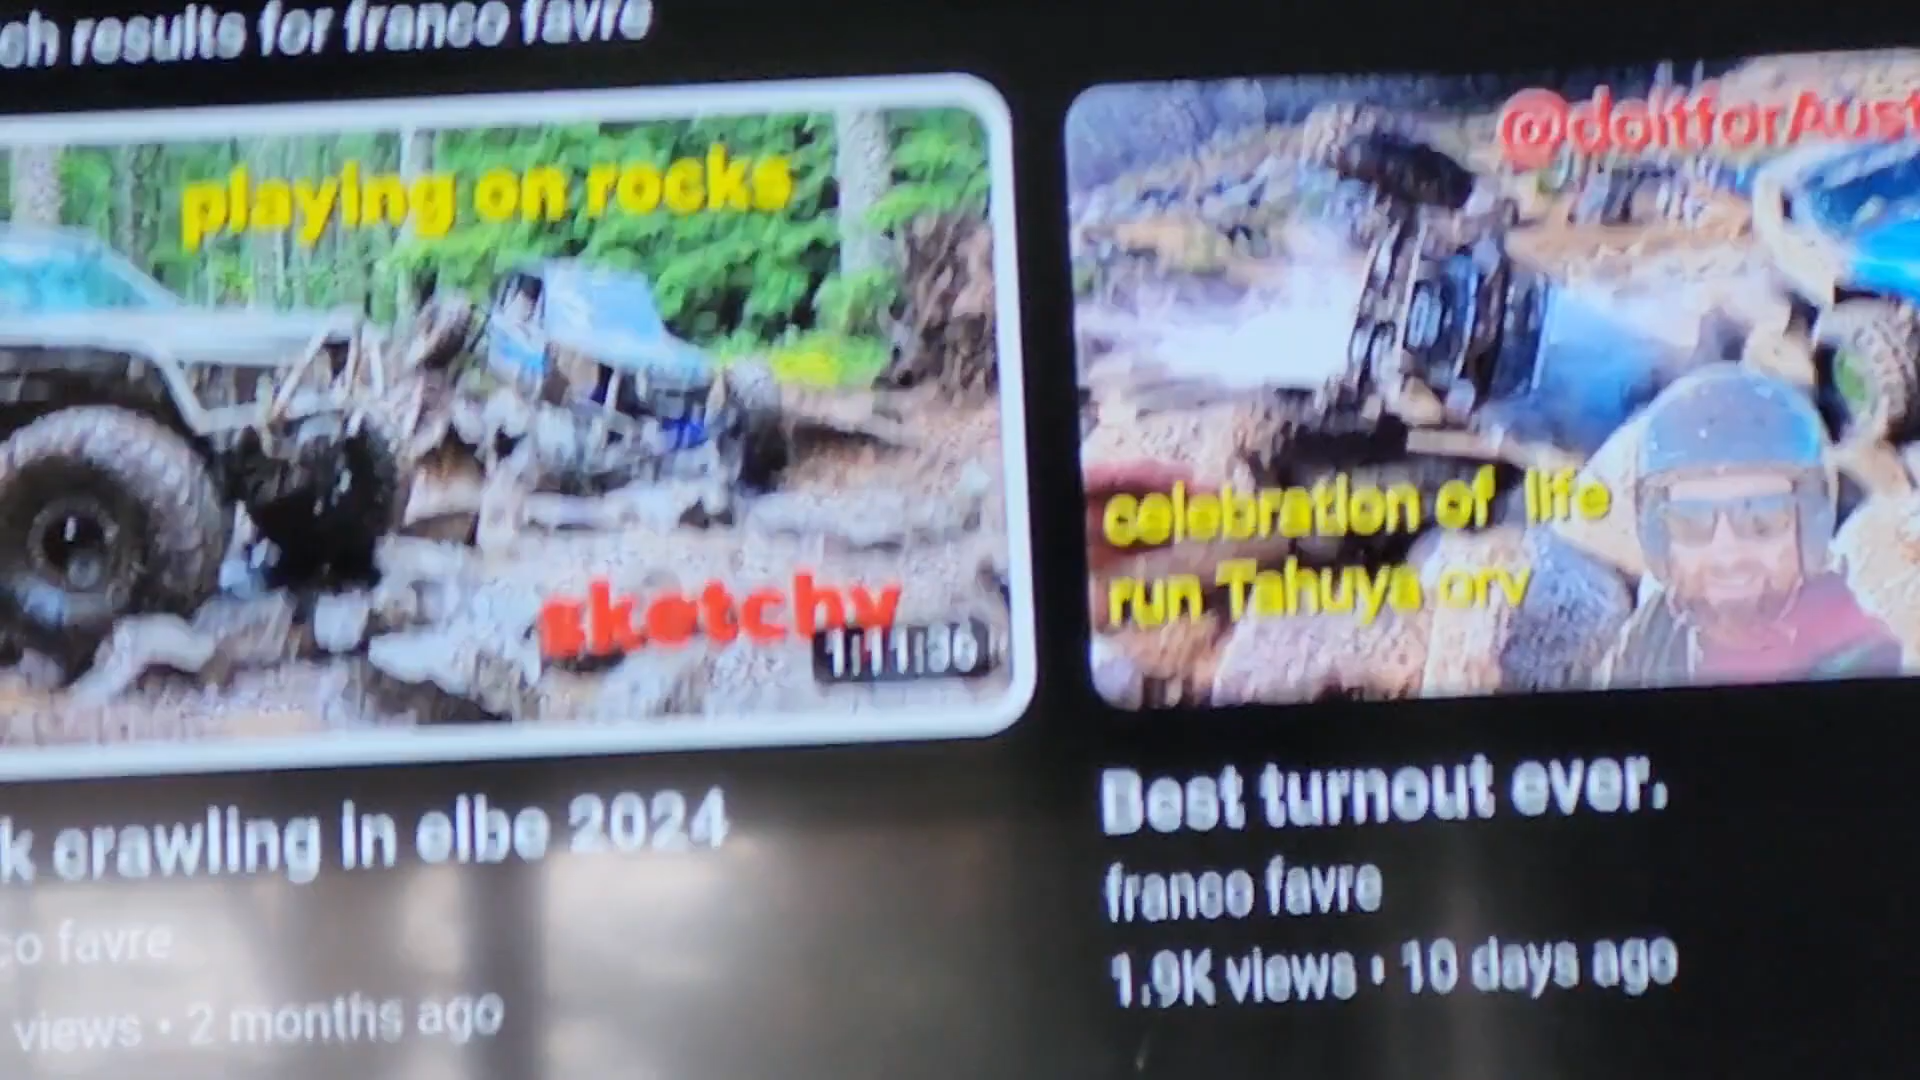 ch results for franco favre
playing on rocks
sketchy
1:11:36
k crawling in elbe 2024
co favre
views • 2 months ago
@doitforAust
celebration of life
run Tahuya orv
Best turnout ever.
franco favre
1.9K views • 10 days ago